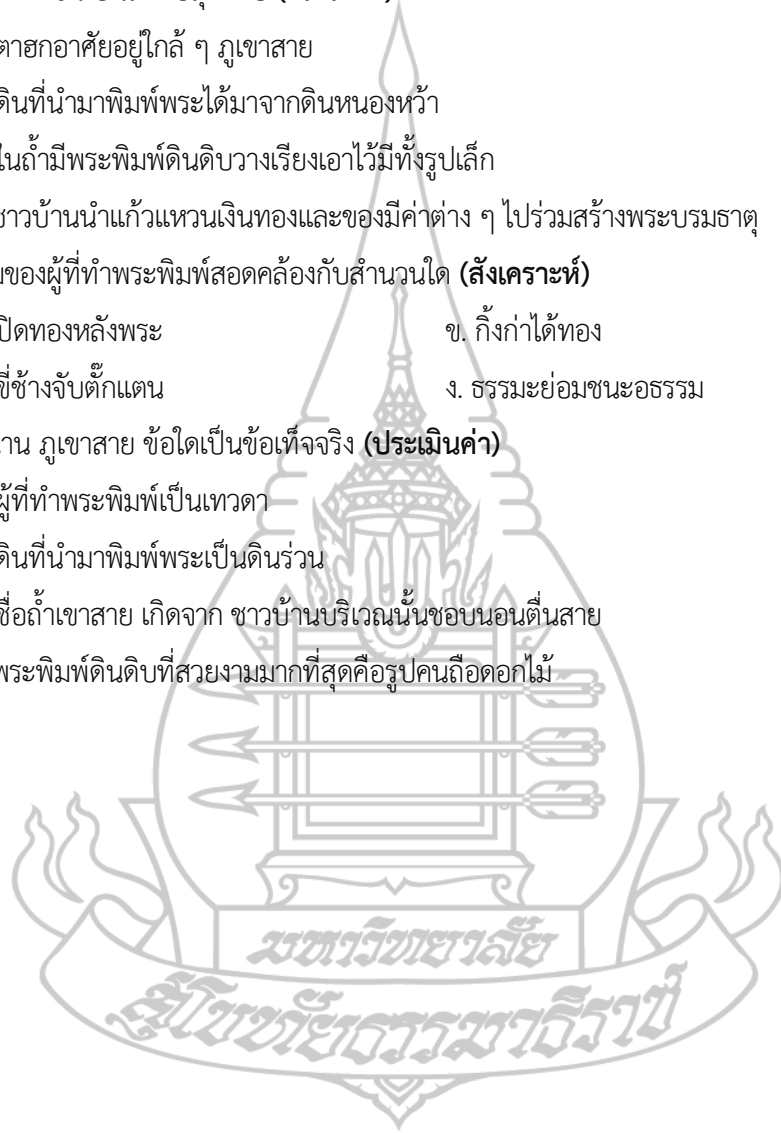 ตาฮกอาศัยอยู่ใกล้ ๆ ภูเขาสาย
ดินที่นำมาพิมพ์พระได้มาจากดินหนองหว้า
ในถ้ำมีพระพิมพ์ดินดิบวางเรียงเอาไว้มีทั้งรูปเล็ก
ชาวบ้านนำแก้วแหวนเงินทองและของมีค่าต่าง ๆ ไปร่วมสร้างพระบรมธาตุ
ของผู้ที่ทำพระพิมพ์สอดคล้องกับสำนวนใด (สังเคราะห์)
ปิดทองหลังพระ ข. กิ้งก่าได้ทอง
ขี่ช้างจับตั๊กแตน ง. ธรรมะย่อมชนะอธรรม
ภูเขาสาย ข้อใดเป็นข้อเท็จจริง (ประเมินค่า)
ผู้ที่ทำพระพิมพ์เป็นเทวดา
ดินที่นำมาพิมพ์พระเป็นดินร่วน
ชื่อถ้ำเขาสาย เกิดจาก ชาวบ้านบริเวณนั้นชอบนอนตื่นสาย
พระพิมพ์ดินดิบที่สวยงามมากที่สุดคือรูปคนถือดอกไม้
มหาวิทยาลัย
สุโขทัยธรรมาธิราช